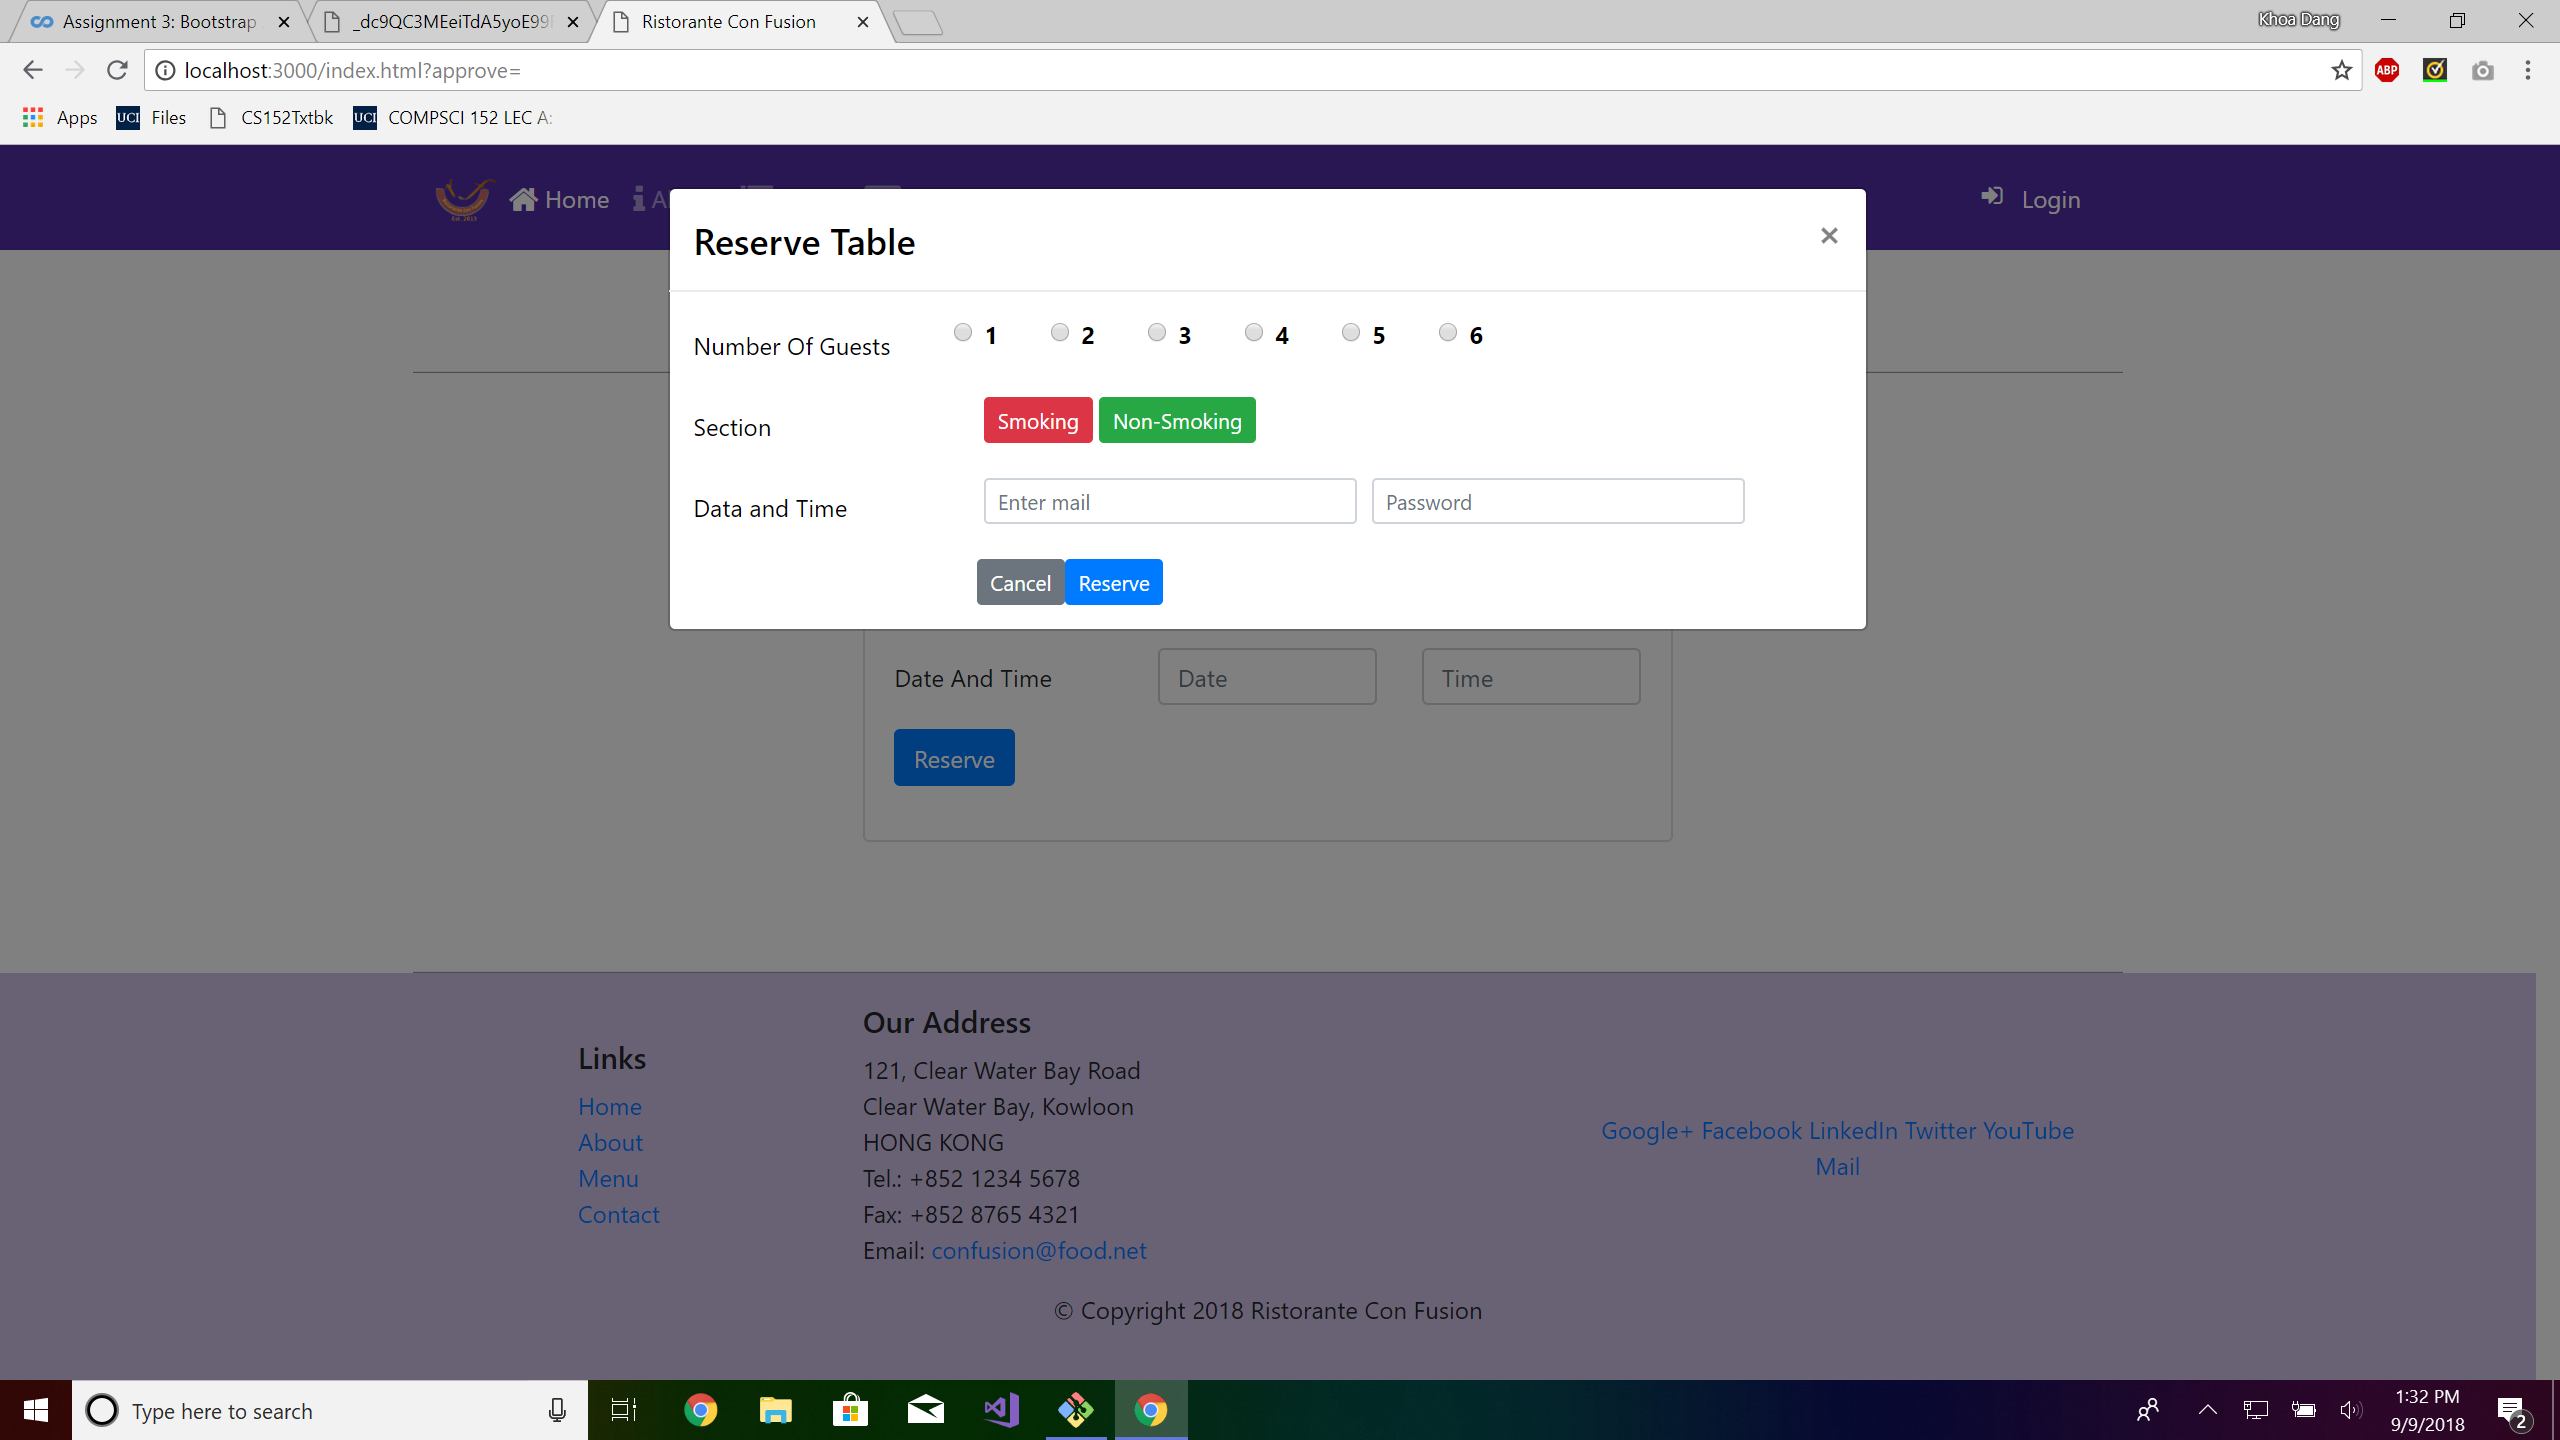 Assignment 3: Bootstrap
_dc9QC3MEeiTdA5yoE99
Ristorante Con Fusion
Khoa Dang
localhost:3000/index.html?approve=
ABP
Apps
UCI Files
CS152Txtbk
UCI COMPSCI 152 LEC A:
Home
Login
Reserve Table
×
Number Of Guests
1 2 3 4 5 6
Section
Smoking Non-Smoking
Data and Time
Enter mail Password
Cancel Reserve
Date And Time
Date Time
Reserve
Links
Home
About
Menu
Contact
Our Address
121, Clear Water Bay Road
Clear Water Bay, Kowloon
HONG KONG
Tel.: +852 1234 5678
Fax: +852 8765 4321
Email: confusion@food.net
Google+ Facebook LinkedIn Twitter YouTube
Mail
© Copyright 2018 Ristorante Con Fusion
Type here to search
1:32 PM
9/9/2018
2